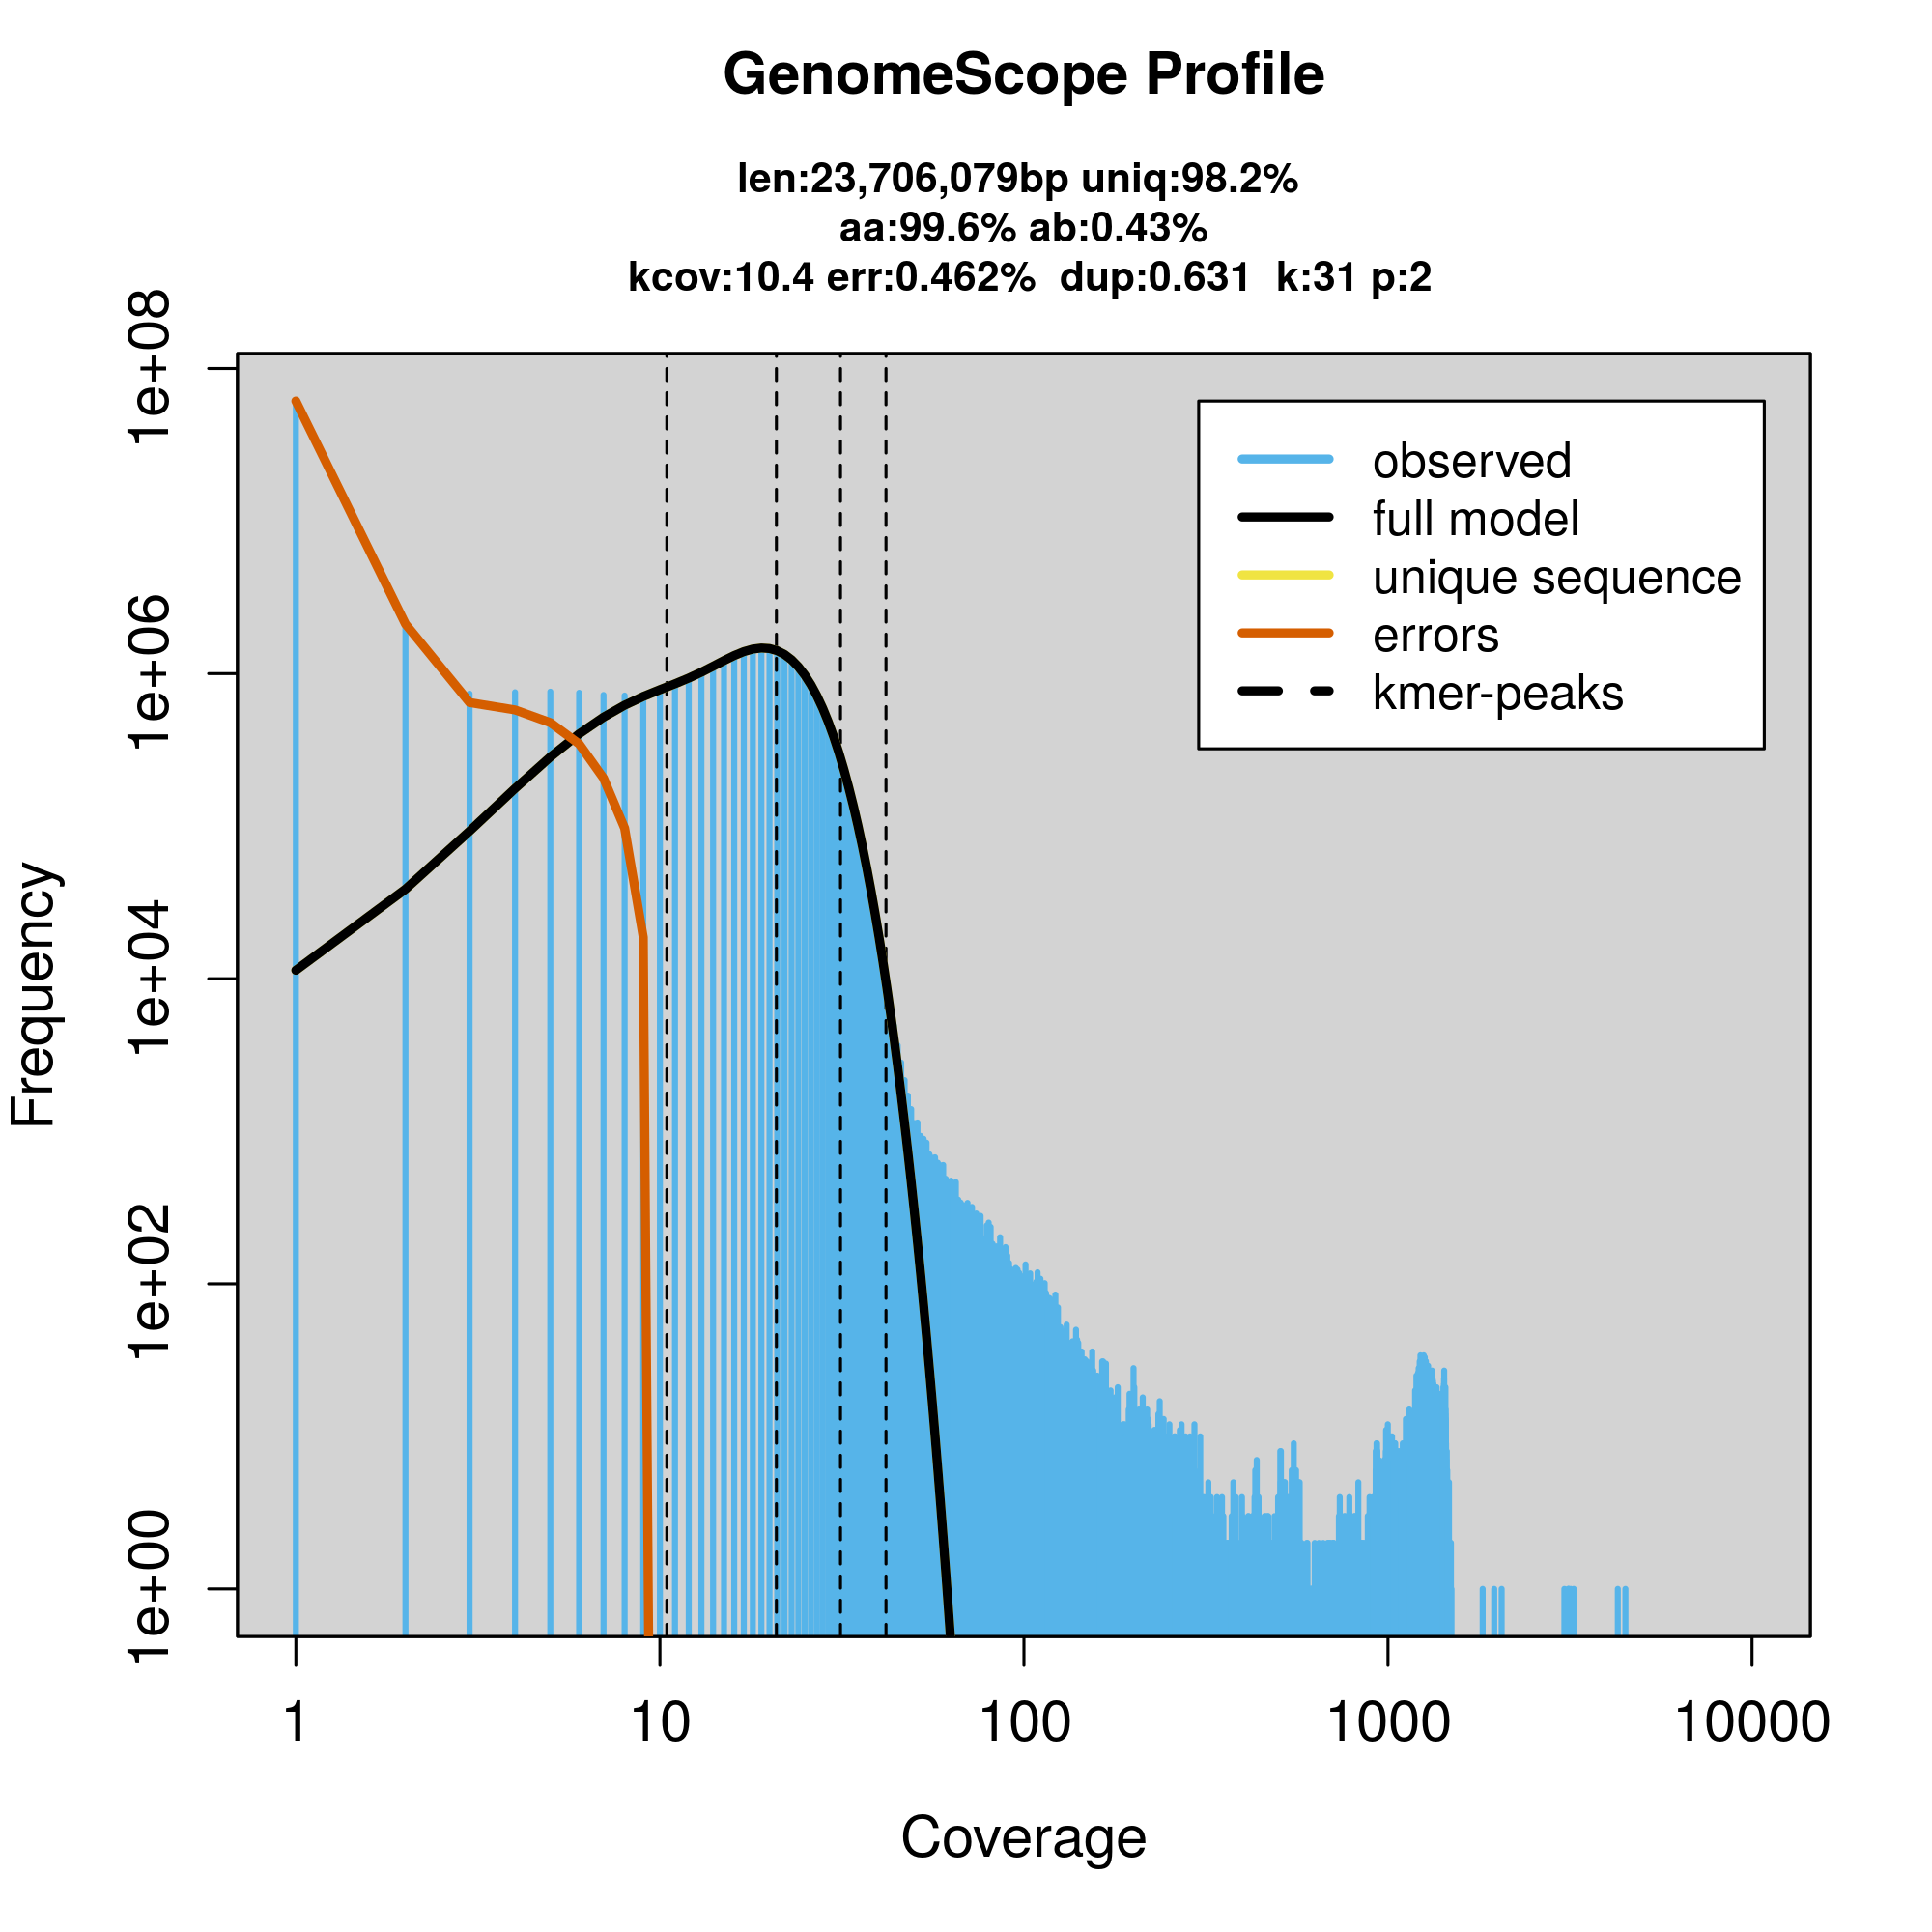 GenomeScope Profile
len:23,706,079bp uniq:98.2%
aa:99.6% ab:0.43%
kcov:10.4 err:0.462% dup:0.631 k:31 p:2
observed
full model
unique sequence
errors
kmer-peaks
Frequency
1e+08
1e+06
1e+04
1e+02
1e+00
1
10
100
1000
10000
Coverage